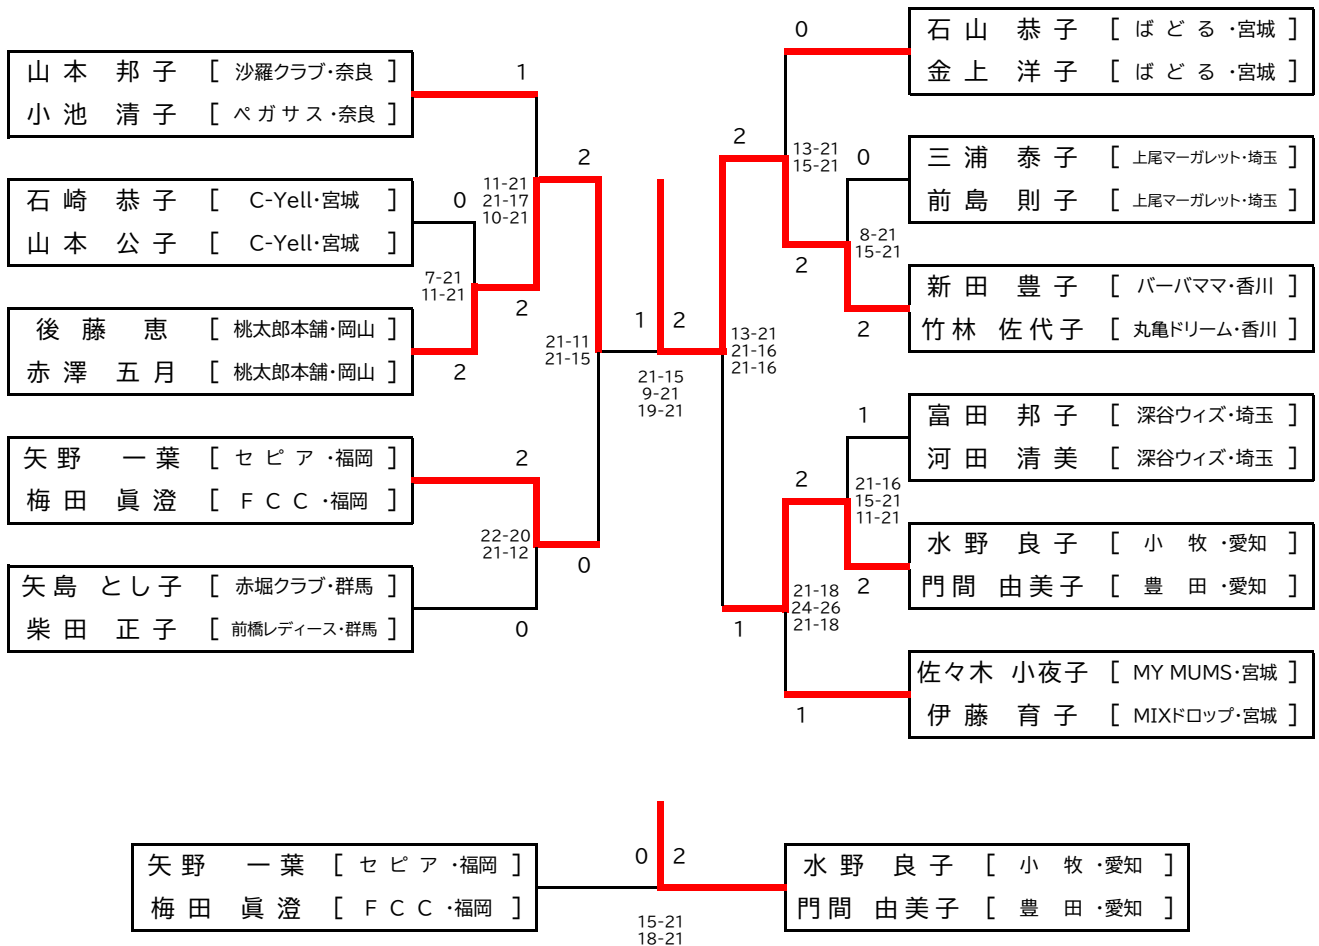 山本 邦子 [ 沙羅クラブ・奈良 ]
小池 清子 [ ペガサス・奈良 ]
1
石崎 恭子 [ C-Yell・宮城 ]
山本 公子 [ C-Yell・宮城 ]
0
11-21
21-17
10-21
2
7-21
11-21
2
後藤 恵 [ 桃太郎本舗・岡山 ]
赤澤 五月 [ 桃太郎本舗・岡山 ]
2
21-11
21-15
矢野 一葉 [ セピア・福岡 ]
梅田 眞澄 [ FCC・福岡 ]
2
22-20
21-12
0
矢島 とし子 [ 赤堀クラブ・群馬 ]
柴田 正子 [ 前橋レディース・群馬 ]
0
1 2
21-15
9-21
19-21
0
石山 恭子 [ ばどる・宮城 ]
金上 洋子 [ ばどる・宮城 ]
2
13-21
15-21
0
三浦 泰子 [ 上尾マーガレット・埼玉 ]
前島 則子 [ 上尾マーガレット・埼玉 ]
8-21
15-21
2
新田 豊子 [ バーバママ・香川 ]
竹林 佐代子 [ 丸亀ドリーム・香川 ]
2
13-21
21-16
21-16
1
富田 邦子 [ 深谷ウィズ・埼玉 ]
河田 清美 [ 深谷ウィズ・埼玉 ]
2
21-16
15-21
11-21
水野 良子 [ 小牧・愛知 ]
門間 由美子 [ 豊田・愛知 ]
2
21-18
24-26
21-18
1
佐々木 小夜子 [ MY MUMS・宮城 ]
伊藤 育子 [ MIXドロップ・宮城 ]
1
矢野 一葉 [ セピア・福岡 ]
梅田 眞澄 [ FCC・福岡 ]
0 2
15-21
18-21
水野 良子 [ 小牧・愛知 ]
門間 由美子 [ 豊田・愛知 ]